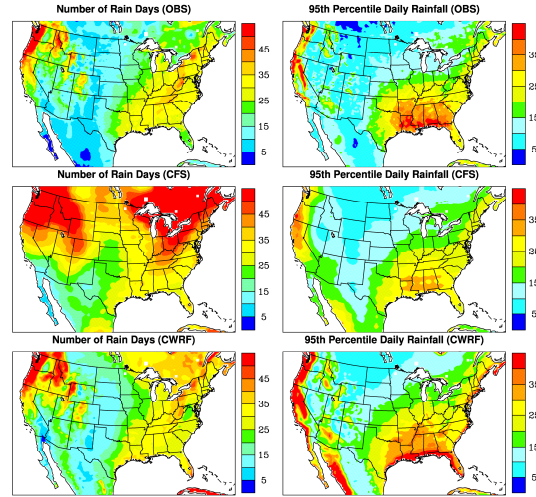 Number of Rain Days (OBS)
45
35
25
15
5
95th Percentile Daily Rainfall (OBS)
Number of Rain Days (CFS)
45
35
25
15
5
95th Percentile Daily Rainfall (CFS)
Number of Rain Days (CWRF)
45
35
25
15
5
95th Percentile Daily Rainfall (CWRF)